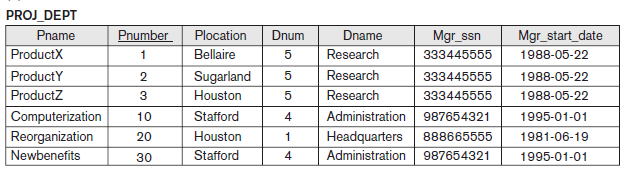 PROJ_DEPT
Pname Pnumber Plocation Dnum Dname Mgr_ssn Mgr_start_date
ProductX 1 Bellaire 5 Research 333445555 1988-05-22
ProductY 2 Sugarland 5 Research 333445555 1988-05-22
ProductZ 3 Houston 5 Research 333445555 1988-05-22
Computerization 10 Stafford 4 Administration 987654321 1995-01-01
Reorganization 20 Houston 1 Headquarters 888665555 1981-06-19
Newbenefits 30 Stafford 4 Administration 987654321 1995-01-01